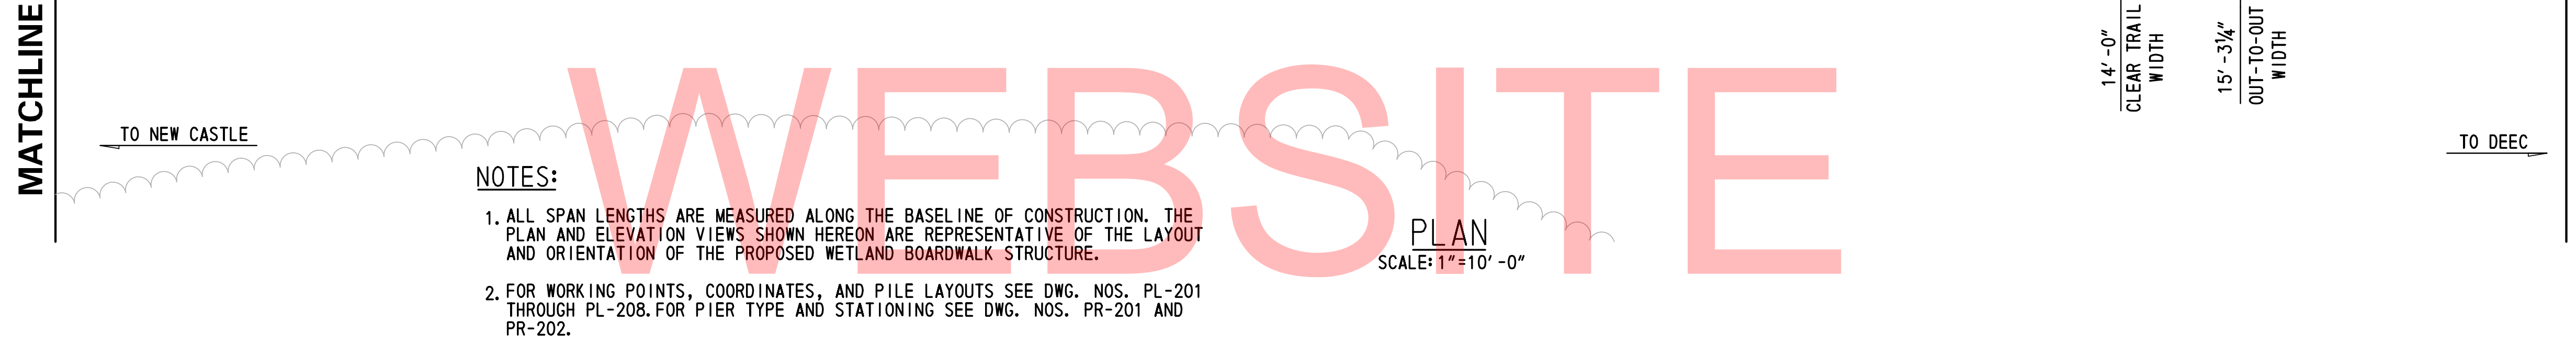 MATCHLINE
TO NEW CASTLE
WEBSITE
NOTES:
1. ALL SPAN LENGTHS ARE MEASURED ALONG THE BASELINE OF CONSTRUCTION. THE
PLAN AND ELEVATION VIEWS SHOWN HEREON ARE REPRESENTATIVE OF THE LAYOUT
AND ORIENTATION OF THE PROPOSED WETLAND BOARDWALK STRUCTURE.
2. FOR WORKING POINTS, COORDINATES, AND PILE LAYOUTS SEE DWG. NOS. PL-201
THROUGH PL-208. FOR PIER TYPE AND STATIONING SEE DWG. NOS. PR-201 AND
PR-202.
PLAN
SCALE: 1"=10'-0"
14'-0"
CLEAR TRAIL
WIDTH
15'-3¼"
OUT-TO-OUT
WIDTH
TO DEEC